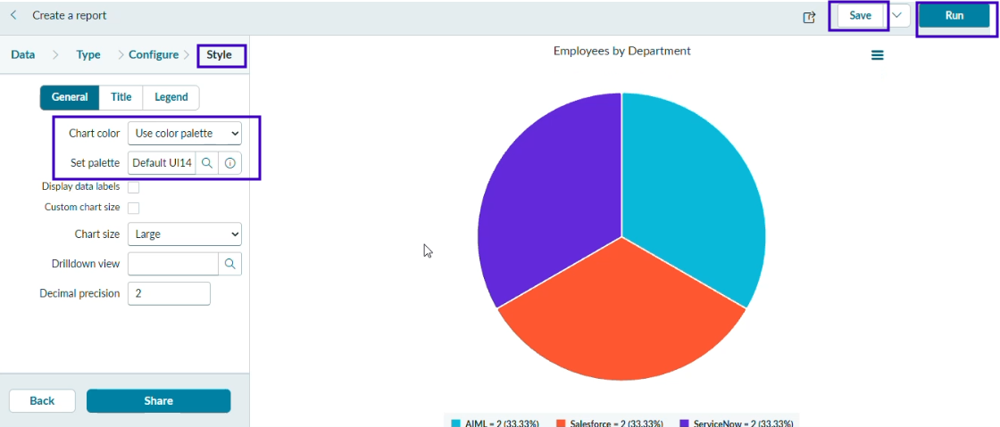 Create a report
Save
Run
Data
Type
Configure
Style
Employees by Department
General
Title
Legend
Chart color
Use color palette
Set palette
Default UI14
Display data labels
Custom chart size
Chart size
Large
Drilldown view
Decimal precision
2
Back
Share
AIML = 2 (33.33%)
Salesforce = 2 (33.33%)
ServiceNow = 2 (33.33%)